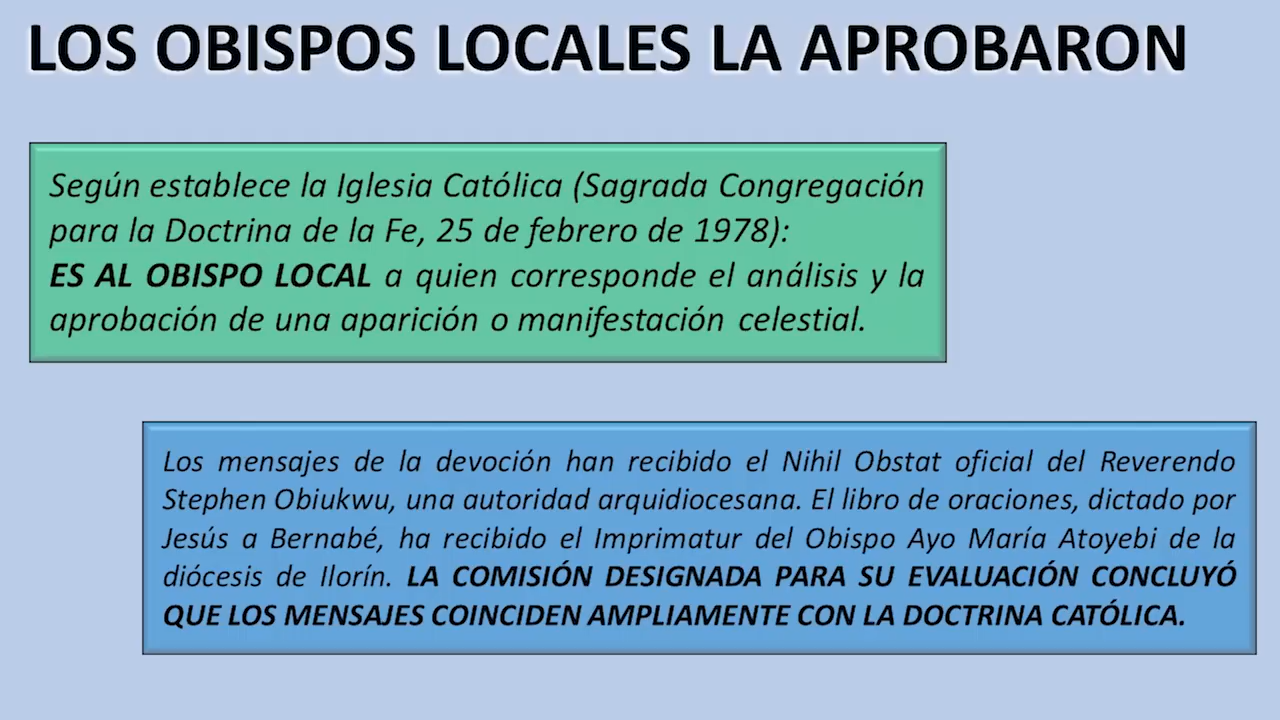 LOS OBISPOS LOCALES LA APROBARON
Según establece la Iglesia Católica (Sagrada Congregación
para la Doctrina de la Fe, 25 de febrero de 1978):
ES AL OBISPO LOCAL a quien corresponde el análisis y la
aprobación de una aparición o manifestación celestial.
Los mensajes de la devoción han recibido el Nihil Obstat oficial del Reverendo
Stephen Obiukwu, una autoridad arquidiocesana. El libro de oraciones, dictado por
Jesús a Bernabé, ha recibido el Imprimatur del Obispo Ayo María Atoyebi de la
diócesis de Ilorín. LA COMISIÓN DESIGNADA PARA SU EVALUACIÓN CONCLUYÓ
QUE LOS MENSAJES COINCIDEN AMPLIAMENTE CON LA DOCTRINA CATÓLICA.